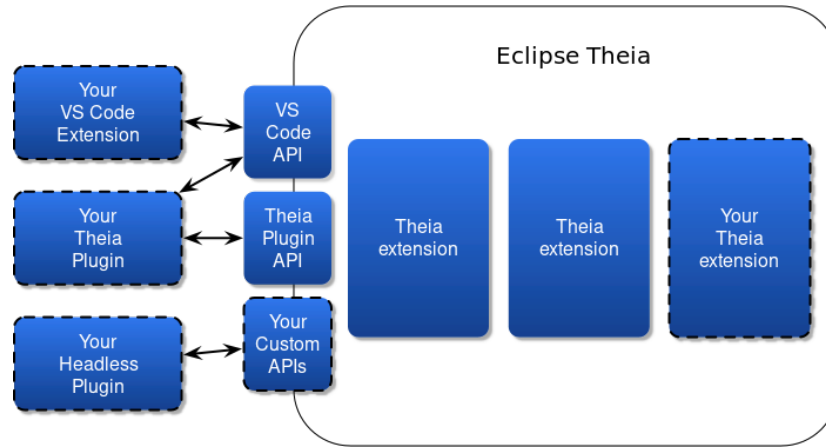 Eclipse Theia
Your
VS Code
Extension
VS
Code
API
Your
Theia
Plugin
Theia
Plugin
API
Your
Headless
Plugin
Your
Custom
APIs
Theia
extension
Theia
extension
Your
Theia
extension